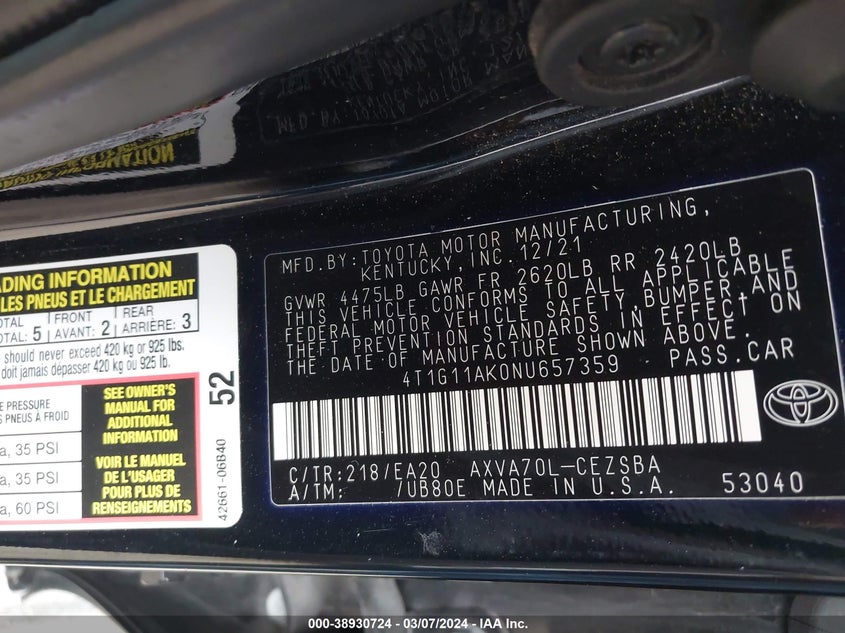 MFD.BY:TOYOTA MOTOR MANUFACTURING,
KENTUCKY,INC.12/21
GVWR 4475LB GAWR FR 2620LB RR 2420LB
THIS VEHICLE CONFORMS TO ALL APPLICABLE
FEDERAL MOTOR VEHICLE SAFETY,BUMPER,AND
THEFT PREVENTION STANDARDS IN EFFECT ON
THE DATE OF MANUFACTURE SHOWN ABOVE.
4T1G11AK0NU657359 PASS.CAR
C/TR:218/EA20 AXVA70L-CEZSBA
A/TM: /UB80E MADE IN U.S.A. 53040
ADING INFORMATION
LES PNEUS ET LE CHARGEMENT
OTAL FRONT REAR
TAL: 5 AVANT: 2 ARRIÈRE: 3
should never exceed 420 kg or 925 lbs.
doit jamais dépasser 420 kg ou 925 lb.
E PRESSURE
S PNEUS À FROID
a, 35 PSI
a, 35 PSI
a, 60 PSI
SEE OWNER'S
MANUAL FOR
ADDITIONAL
INFORMATION
VOIR LE MANUEL
DE L'USAGER
POUR PLUS DE
RENSEIGNEMENTS
52
42661-06B40
000-38930724 - 03/07/2024 - IAA Inc.